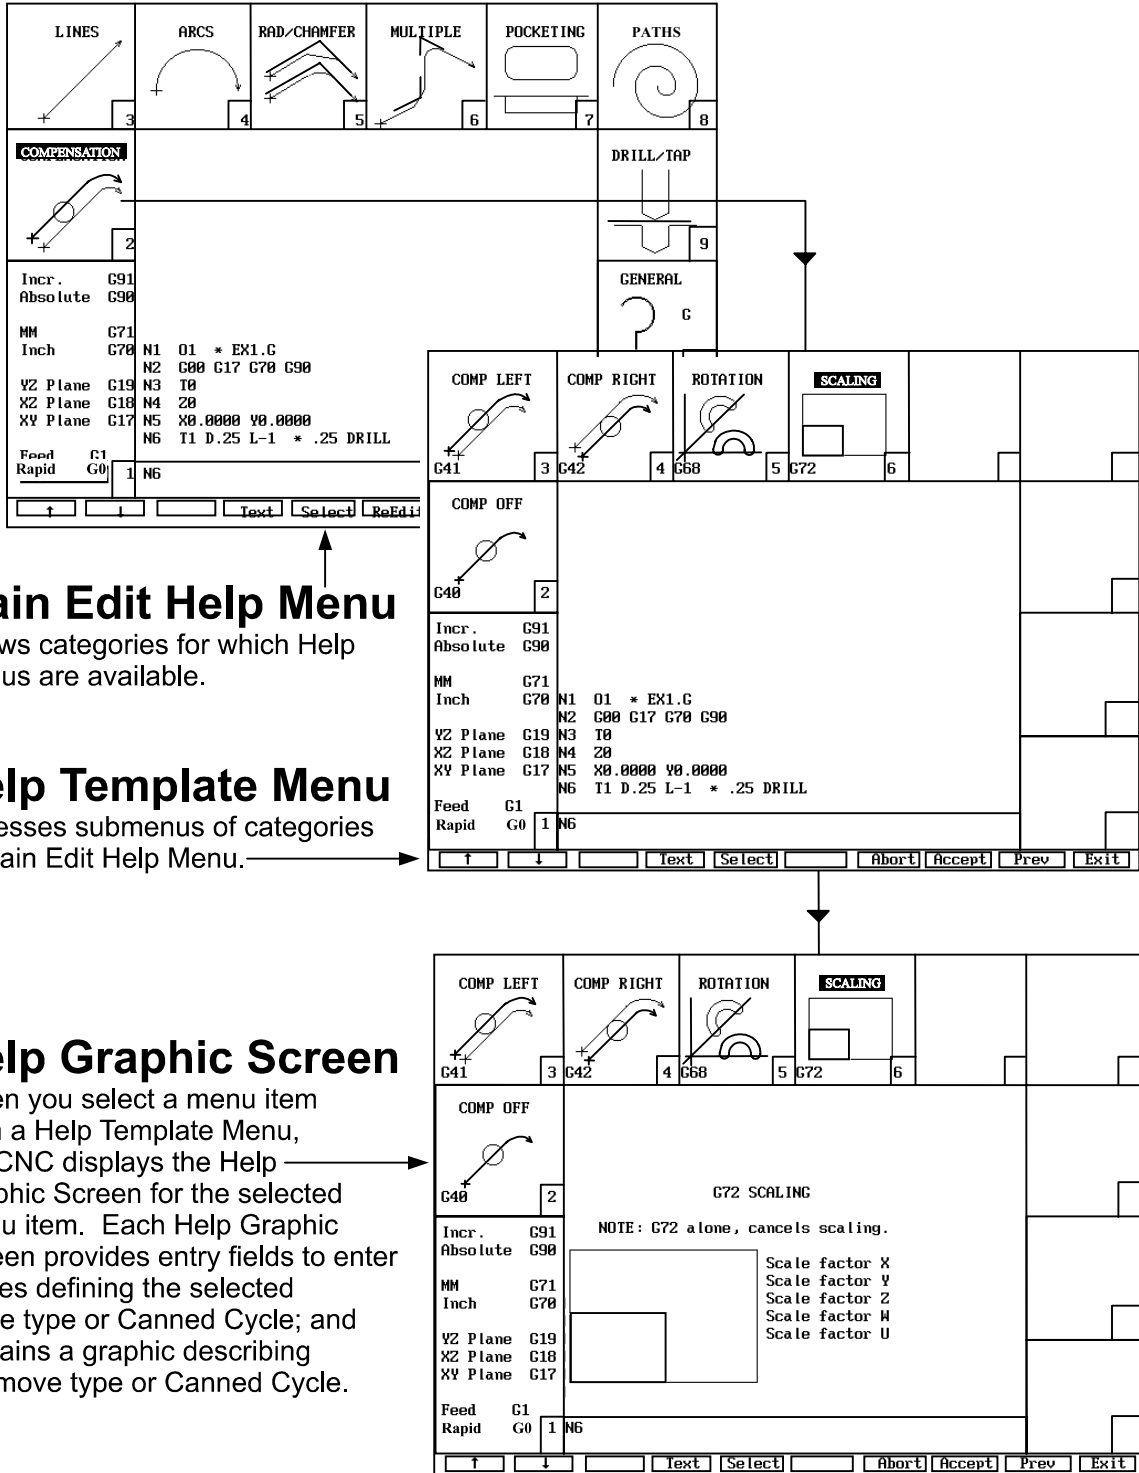 LINES ARCS RAD/CHAMFER MULTIPLE POCKETING PATHS
3 4 5 6 7 8
COMPENSATION DRILL/TAP
2 9
Incr. G91 GENERAL
Absolute G90
G
MM G71
Inch G70 N1 O1 * EX1.G
N2 G00 G17 G70 G90
YZ Plane G19 N3 T0
XZ Plane G18 N4 Z0
XY Plane G17 N5 X0.0000 Y0.0000
N6 T1 D.25 L-1 * .25 DRILL
Feed G1
Rapid G0 1 N6
↑ ↓ Text Select ReEdit
COMP LEFT COMP RIGHT ROTATION SCALING
G41 3 G42 4 G68 5 G72 6
COMP OFF
G40 2
Incr. G91
Absolute G90
MM G71
Inch G70 N1 O1 * EX1.G
N2 G00 G17 G70 G90
YZ Plane G19 N3 T0
XZ Plane G18 N4 Z0
XY Plane G17 N5 X0.0000 Y0.0000
N6 T1 D.25 L-1 * .25 DRILL
Feed G1
Rapid G0 1 N6
↑ ↓ Text Select Abort Accept Prev Exit
ain Edit Help Menu
ws categories for which Help
us are available.
elp Template Menu
esses submenus of categories
ain Edit Help Menu.
COMP LEFT COMP RIGHT ROTATION SCALING
G41 3 G42 4 G68 5 G72 6
COMP OFF
G40 2
G72 SCALING
Incr. G91 NOTE: G72 alone, cancels scaling.
Absolute G90
Scale factor X
MM G71 Scale factor Y
Inch G70 Scale factor Z
Scale factor W
YZ Plane G19 Scale factor U
XZ Plane G18
XY Plane G17
Feed G1
Rapid G0 1 N6
↑ ↓ Text Select Abort Accept Prev Exit
elp Graphic Screen
en you select a menu item
a Help Template Menu,
CNC displays the Help
phic Screen for the selected
u item. Each Help Graphic
een provides entry fields to enter
es defining the selected
e type or Canned Cycle; and
ains a graphic describing
move type or Canned Cycle.